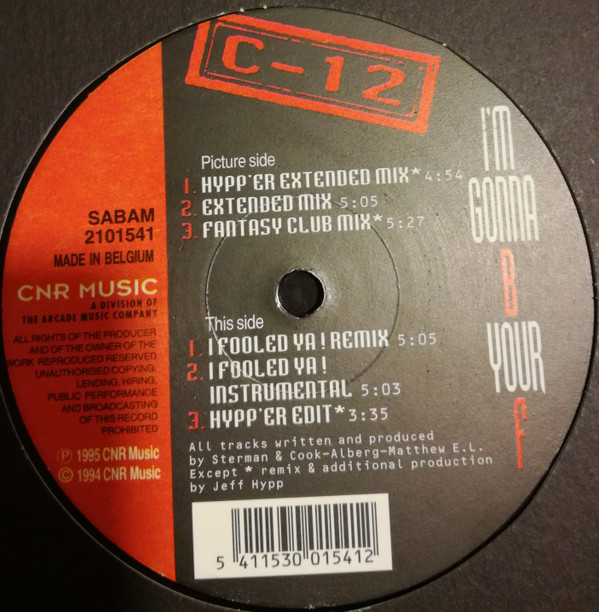 C-12
Picture side
1. HYPP'ER EXTENDED MIX* 4:54
2. EXTENDED MIX 5:05
3. FANTASY CLUB MIX* 5:27
I'M
GONNA
B
YOUR
F
SABAM
2101541
MADE IN BELGIUM
CNR MUSIC
A DIVISION OF
THE ARCADE MUSIC COMPANY
ALL RIGHTS OF THE PRODUCER
AND OF THE OWNER OF THE
WORK REPRODUCED RESERVED
UNAUTHORISED COPYING,
LENDING, HIRING,
PUBLIC PERFORMANCE
AND BROADCASTING
OF THIS RECORD
PROHIBITED
℗ 1995 CNR Music
© 1994 CNR Music
This side
1. I FOOLED YA! REMIX 5:05
2. I FOOLED YA!
INSTRUMENTAL 5:03
3. HYPP'ER EDIT* 3:35
All tracks written and produced
by Sterman & Cook-Alberg-Matthew E.L.
Except * remix & additional production
by Jeff Hypp
5 411530 015412